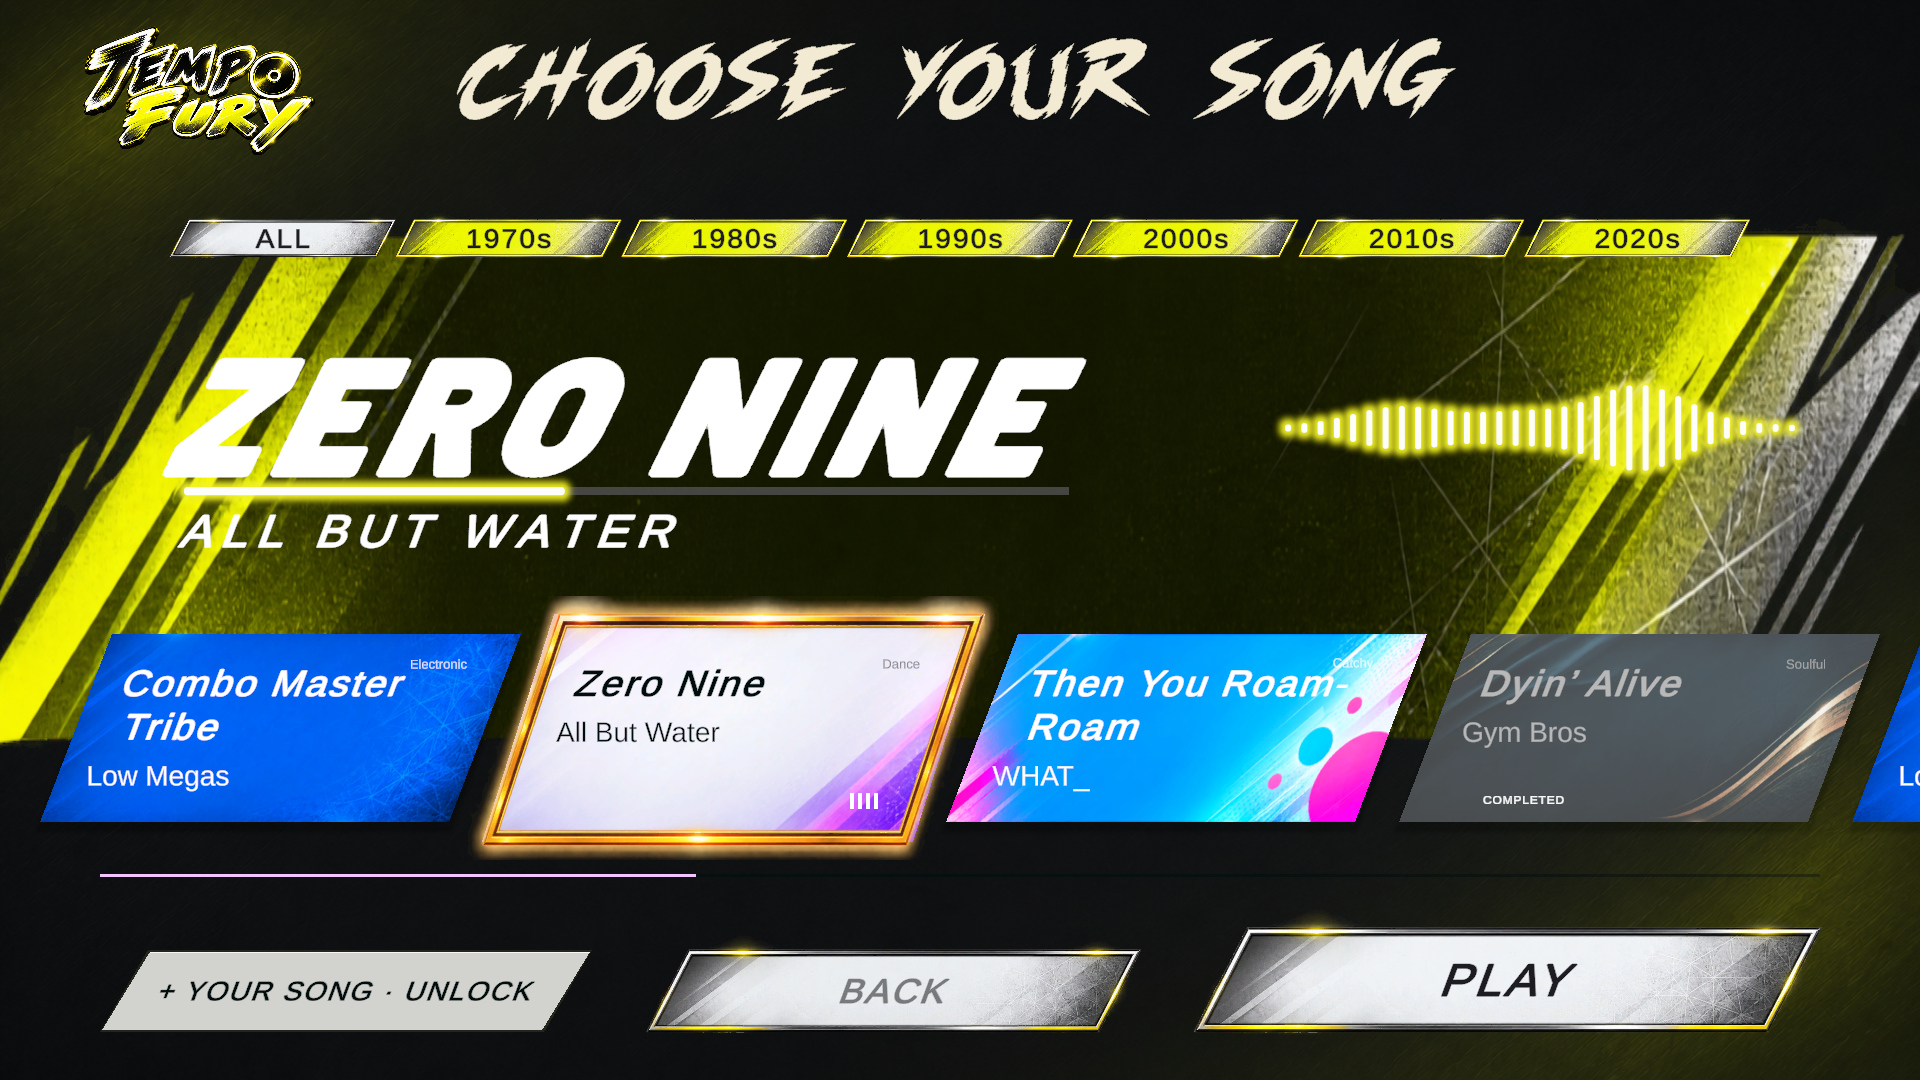 TEMPO
FURY
CHOOSE YOUR SONG
ALL
1970s
1980s
1990s
2000s
2010s
2020s
ZERO NINE
ALL BUT WATER
Electronic
Combo Master
Tribe
Low Megas
Dance
Zero Nine
All But Water
Catchy
Then You Roam-
Roam
WHAT_
Soulful
Dyin’ Alive
Gym Bros
COMPLETED
Lo
+ YOUR SONG · UNLOCK
BACK
PLAY